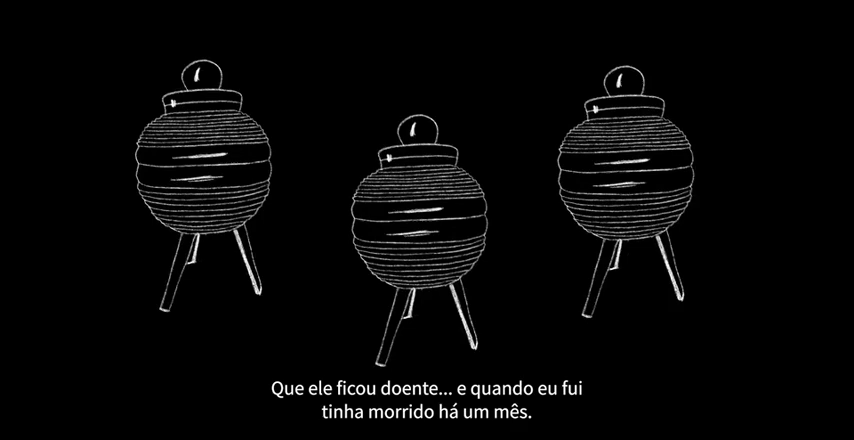 Que ele ficou doente... e quando eu fui
tinha morrido há um mês.